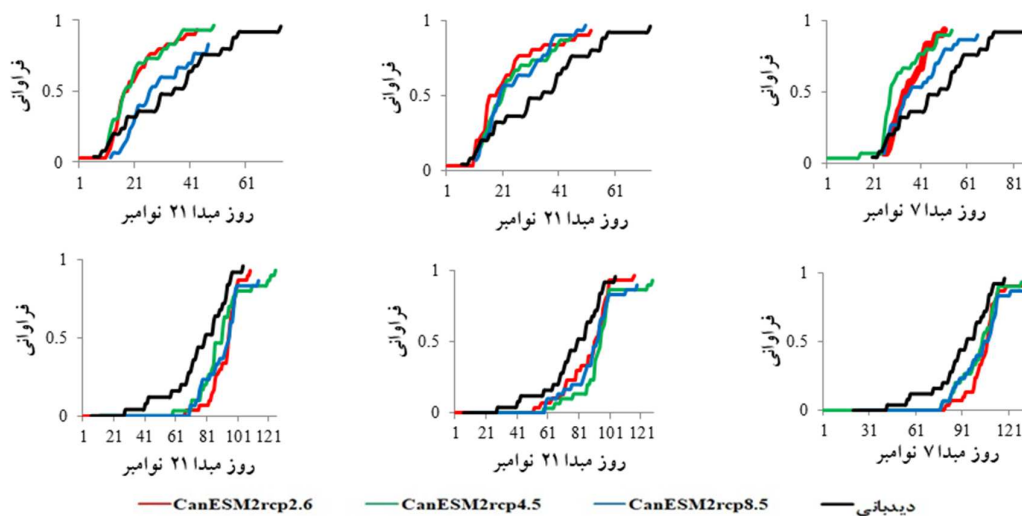 فراوانی
1
0.5
0
1 21 41 61
روز مبدا ۲۱ نوامبر
فراوانی
1
0.5
0
1 21 41 61
روز مبدا ۲۱ نوامبر
فراوانی
1
0.5
0
1 21 41 61 81
روز مبدا ۷ نوامبر
فراوانی
1
0.5
0
1 21 41 61 81 101 121
روز مبدا ۲۱ نوامبر
فراوانی
1
0.5
0
1 21 41 61 81 101 121
روز مبدا ۲۱ نوامبر
فراوانی
1
0.5
0
1 31 61 91 121
روز مبدا ۷ نوامبر
CanESM2rcp2.6 CanESM2rcp4.5 CanESM2rcp8.5 دیدبانی